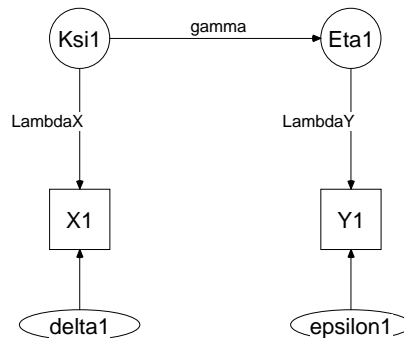 gamma
Ksi1
Eta1
LambdaX
LambdaY
X1
Y1
delta1
epsilon1